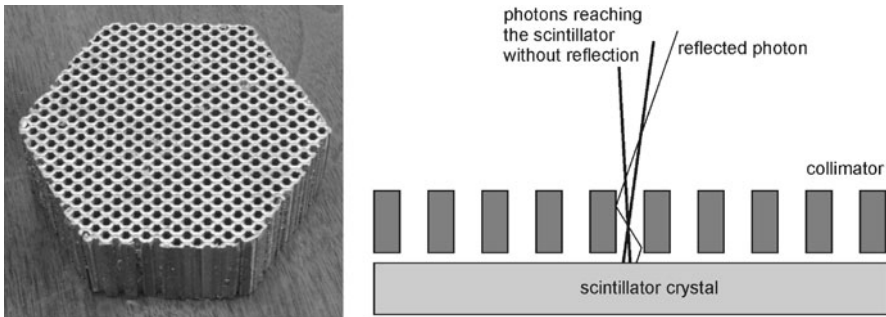 photons reaching
the scintillator
without reflection
reflected photon
collimator
scintillator crystal